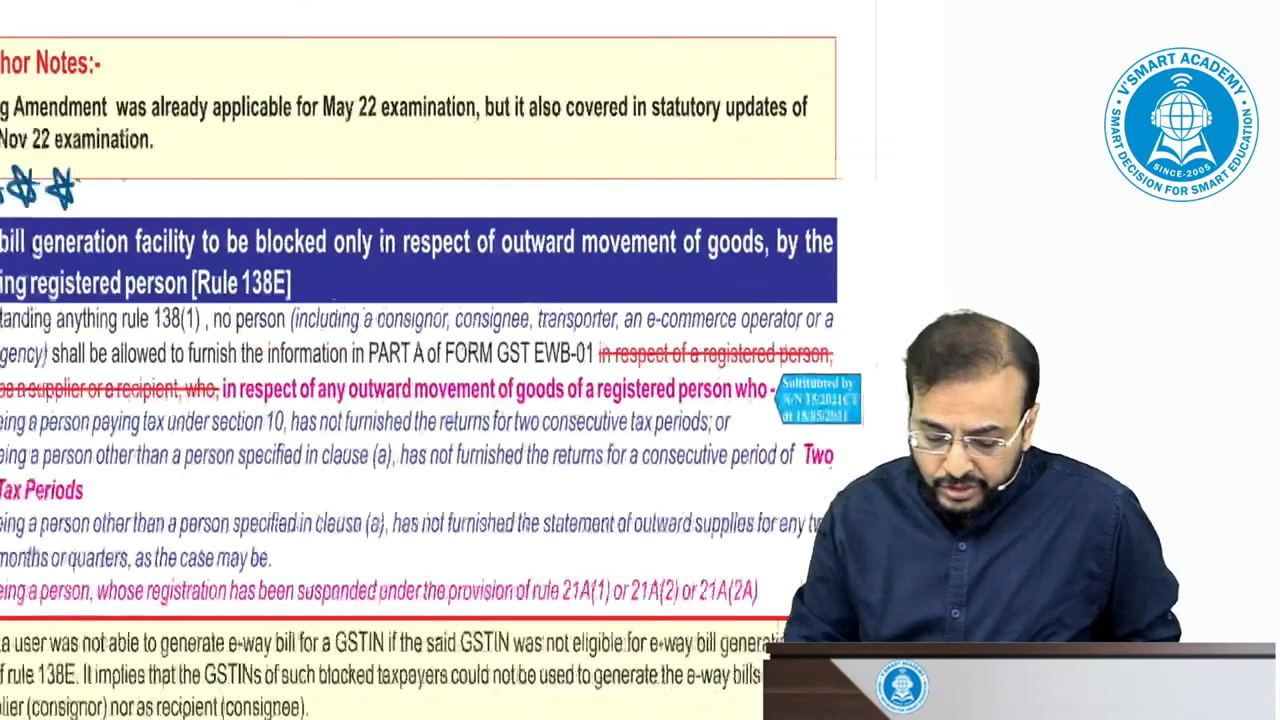 hor Notes:-
g Amendment was already applicable for May 22 examination, but it also covered in statutory updates of
Nov 22 examination.
bill generation facility to be blocked only in respect of outward movement of goods, by the
ing registered person [Rule 138E]
tanding anything rule 138(1) , no person (including a consignor, consignee, transporter, an e-commerce operator or a
gency) shall be allowed to furnish the information in PART A of FORM GST EWB-01 in respect of a registered person,
be a supplier or a recipient, who, in respect of any outward movement of goods of a registered person who -
Substituted by
N/N 15/2021CT
dt 18/05/2021
eing a person paying tax under section 10, has not furnished the returns for two consecutive tax periods; or
eing a person other than a person specified in clause (a), has not furnished the returns for a consecutive period of Two
Tax Periods
eing a person other than a person specified in clause (a), has not furnished the statement of outward supplies for any tw
months or quarters, as the case may be.
eing a person, whose registration has been suspended under the provision of rule 21A(1) or 21A(2) or 21A(2A)
a user was not able to generate e-way bill for a GSTIN if the said GSTIN was not eligible for e-way bill generati
f rule 138E. It implies that the GSTINs of such blocked taxpayers could not be used to generate the e-way bills
lier (consignor) nor as recipient (consignee).
V'SMART ACADEMY
SMART DECISION FOR SMART EDUCATION
SINCE-2005